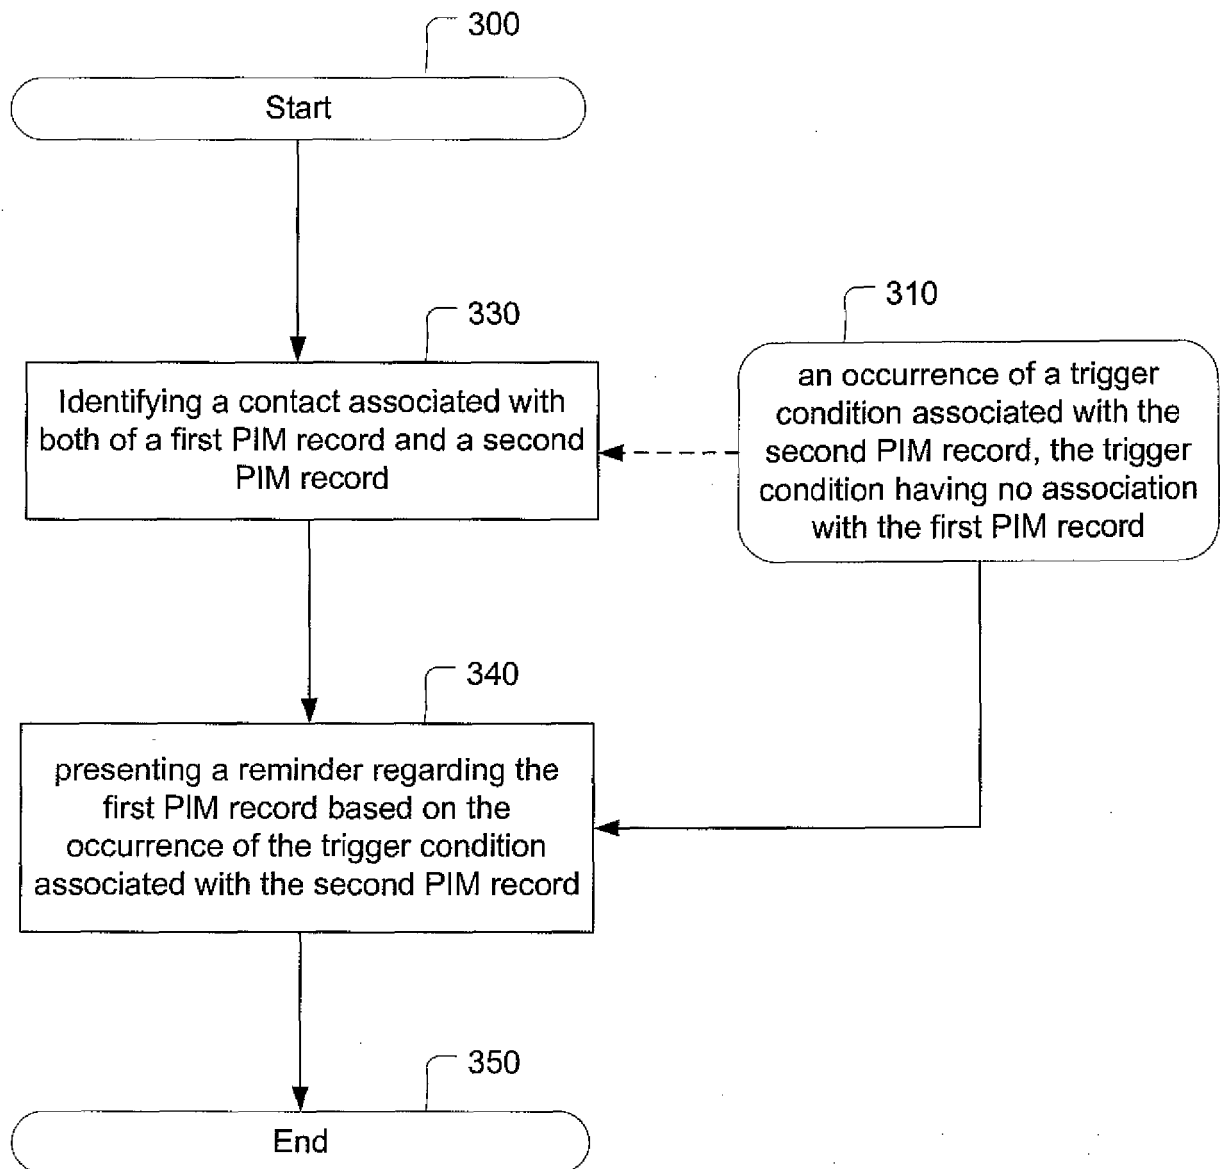 300
Start
330
Identifying a contact associated with
both of a first PIM record and a second
PIM record
310
an occurrence of a trigger
condition associated with the
second PIM record, the trigger
condition having no association
with the first PIM record
340
presenting a reminder regarding the
first PIM record based on the
occurrence of the trigger condition
associated with the second PIM record
350
End